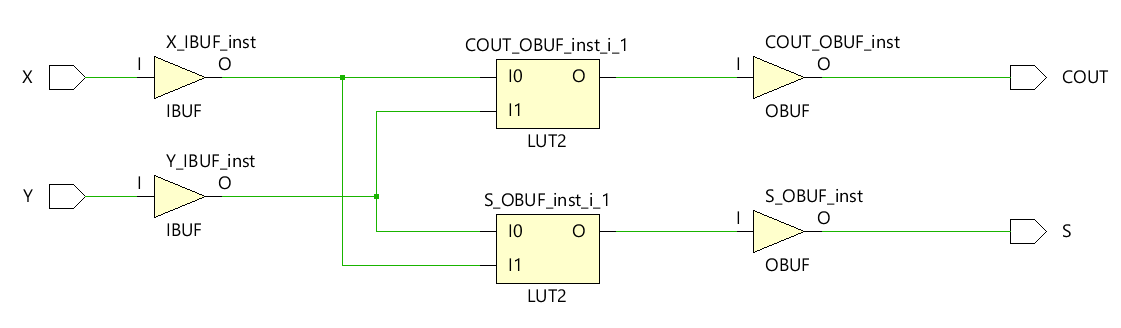 X_IBUF_inst
COUT_OBUF_inst_i_1
COUT_OBUF_inst
X
I
O
I0
O
I
O
COUT
IBUF
I1
OBUF
LUT2
Y_IBUF_inst
Y
I
O
S_OBUF_inst_i_1
S_OBUF_inst
IBUF
I0
O
I
O
S
I1
OBUF
LUT2